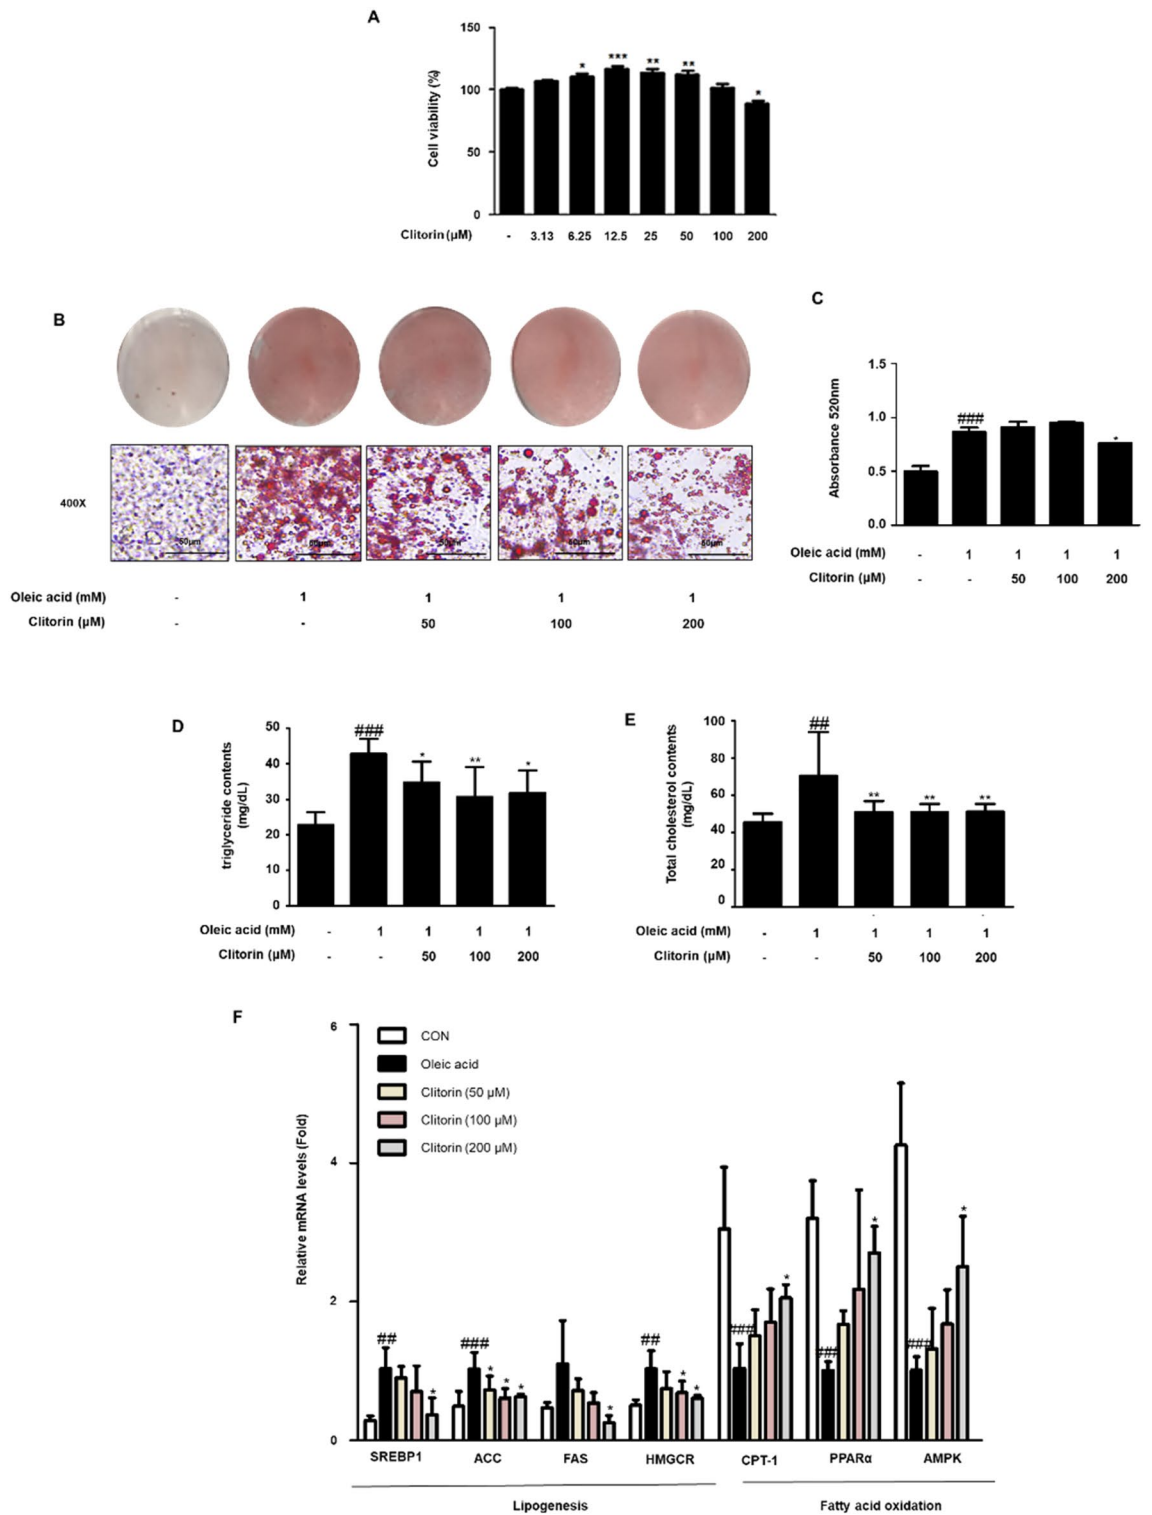 A
150
100
50
0
Cell viability (%)
* *** ** ** *
Clitorin (µM) - 3.13 6.25 12.5 25 50 100 200
B
400X
50µm 50µm 50µm 50µm 50µm
Oleic acid (mM) - 1 1 1 1
Clitorin (µM) - - 50 100 200
C
1.5
1.0
0.5
0.0
Absorbance 520nm
### *
Oleic acid (mM) - 1 1 1 1
Clitorin (µM) - - 50 100 200
D
50
40
30
20
10
0
triglyceride contents
(mg/dL)
### * ** *
Oleic acid (mM) - 1 1 1 1
Clitorin (µM) - - 50 100 200
E
100
80
60
40
20
0
Total cholesterol contents
(mg/dL)
## ** ** **
Oleic acid (mM) - 1 1 1 1
Clitorin (µM) - - 50 100 200
F
6
4
2
0
Relative mRNA levels (Fold)
CON
Oleic acid
Clitorin (50 µM)
Clitorin (100 µM)
Clitorin (200 µM)
## * ### * * * * ## * * ### * ### * ### *
SREBP1 ACC FAS HMGCR CPT-1 PPARα AMPK
Lipogenesis Fatty acid oxidation